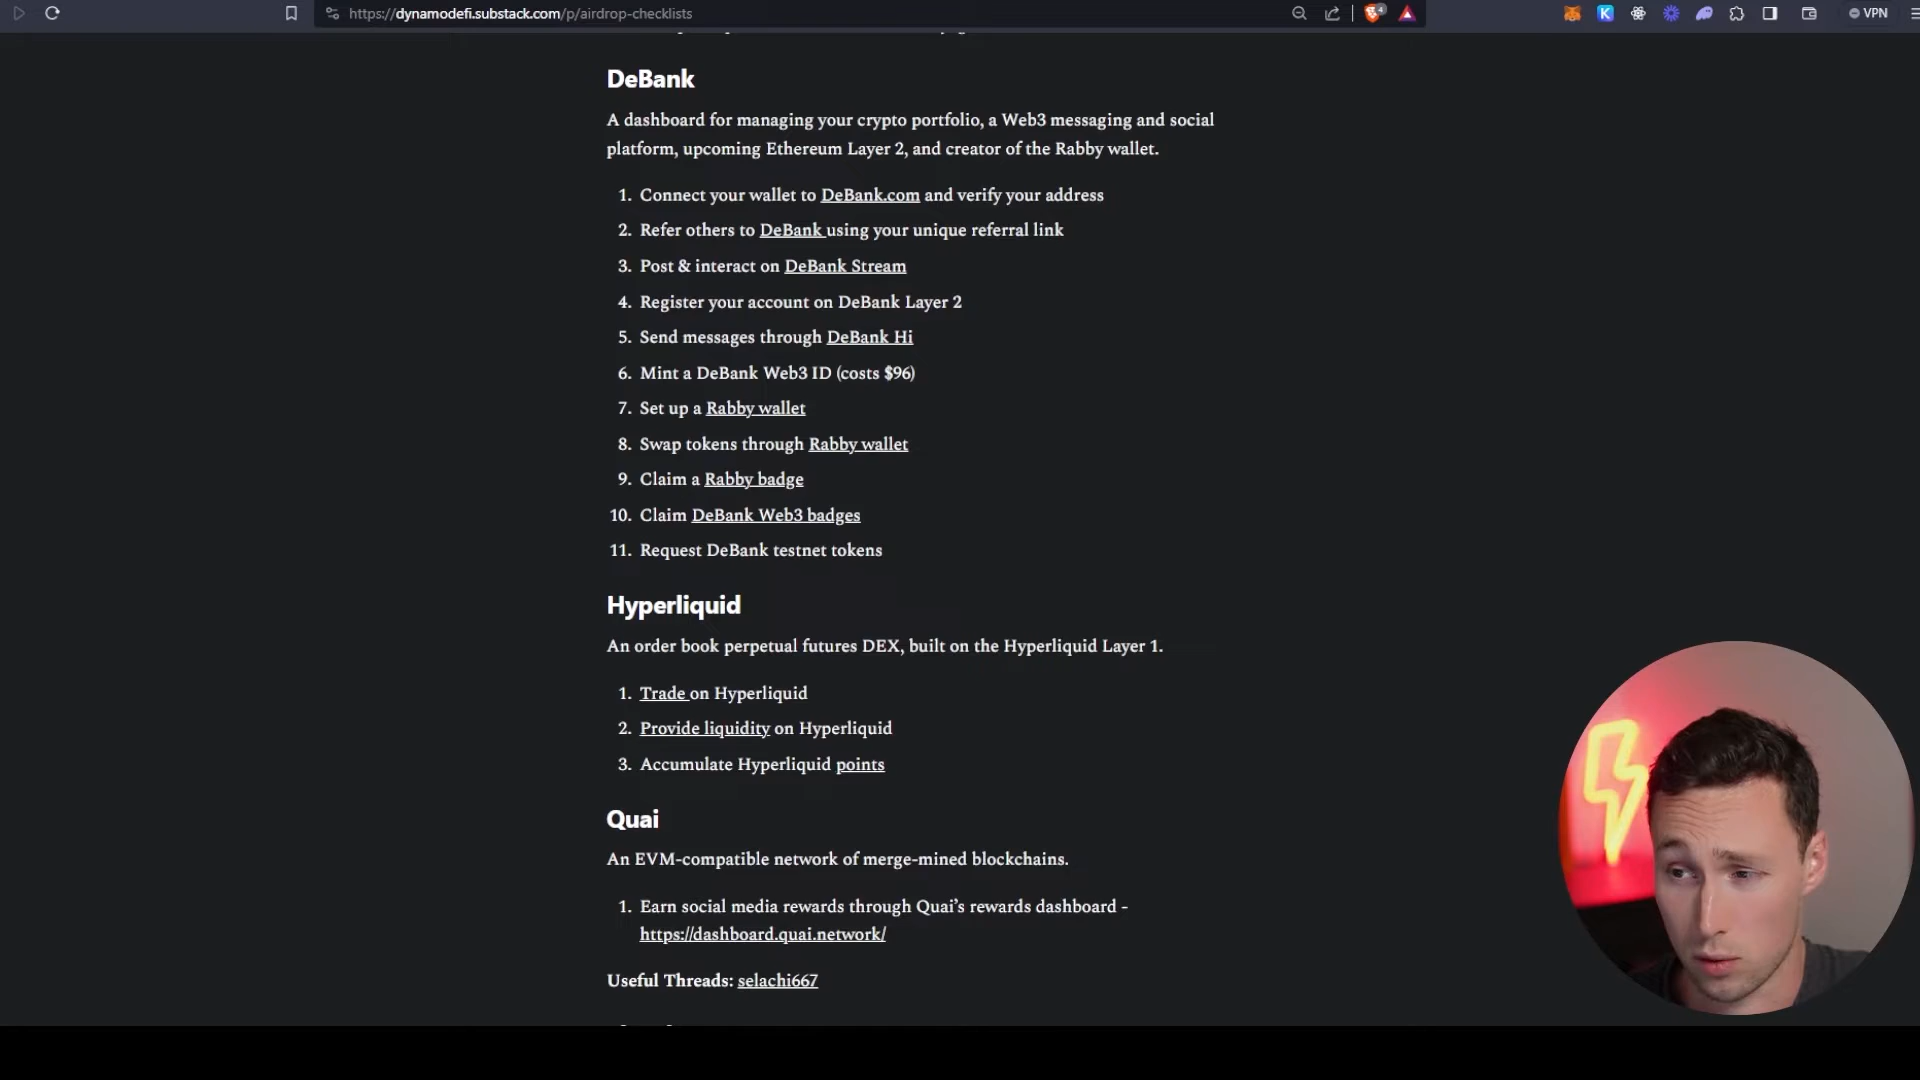 https://dynamodefi.substack.com/p/airdrop-checklists
4
K
VPN
DeBank
A dashboard for managing your crypto portfolio, a Web3 messaging and social
platform, upcoming Ethereum Layer 2, and creator of the Rabby wallet.
1. Connect your wallet to DeBank.com and verify your address
2. Refer others to DeBank using your unique referral link
3. Post & interact on DeBank Stream
4. Register your account on DeBank Layer 2
5. Send messages through DeBank Hi
6. Mint a DeBank Web3 ID (costs $96)
7. Set up a Rabby wallet
8. Swap tokens through Rabby wallet
9. Claim a Rabby badge
10. Claim DeBank Web3 badges
11. Request DeBank testnet tokens
Hyperliquid
An order book perpetual futures DEX, built on the Hyperliquid Layer 1.
1. Trade on Hyperliquid
2. Provide liquidity on Hyperliquid
3. Accumulate Hyperliquid points
Quai
An EVM-compatible network of merge-mined blockchains.
1. Earn social media rewards through Quai’s rewards dashboard -
https://dashboard.quai.network/
Useful Threads: selachi667